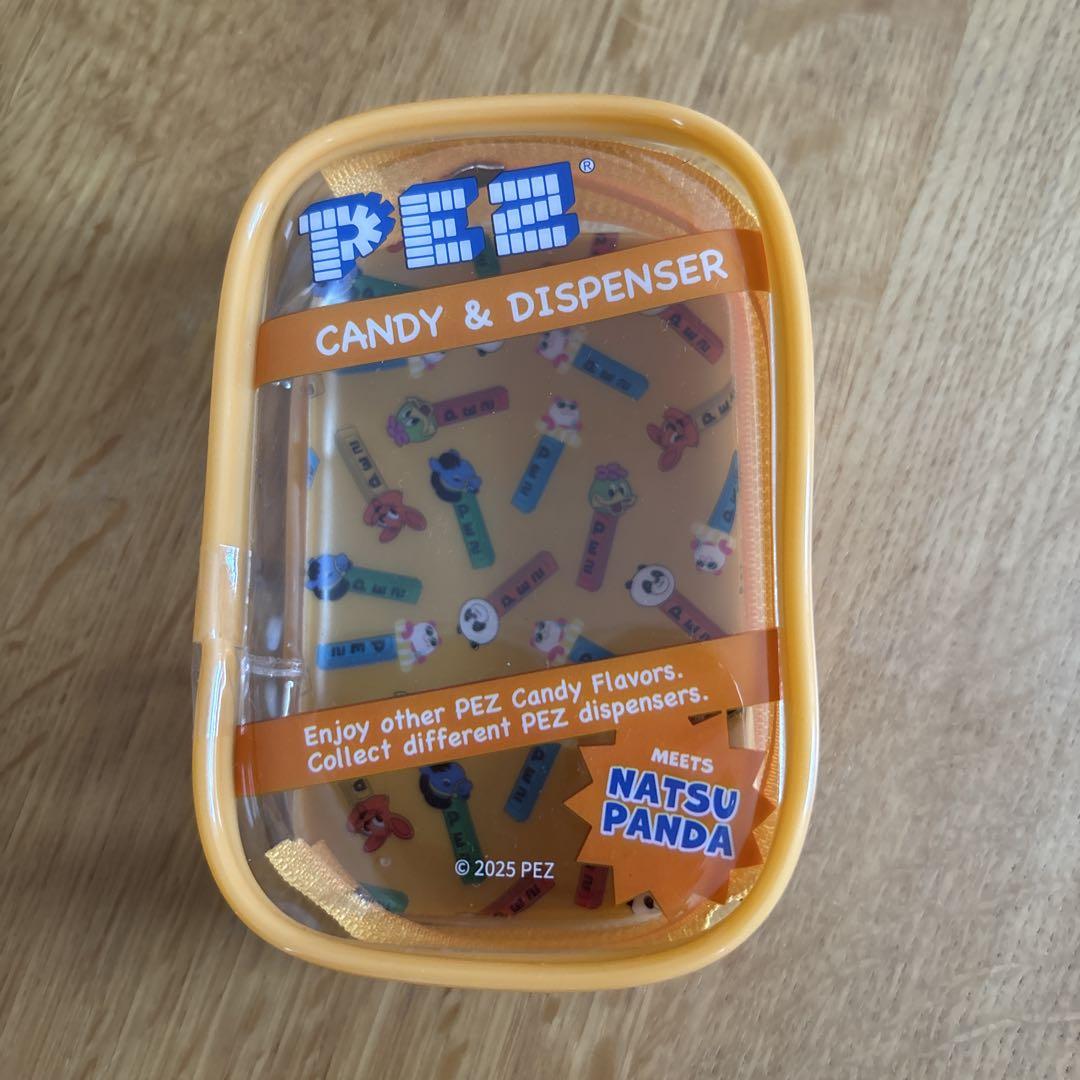 PEZ®
CANDY & DISPENSER
Enjoy other PEZ Candy Flavors.
Collect different PEZ dispensers.
MEETS
NATSU
PANDA
© 2025 PEZ